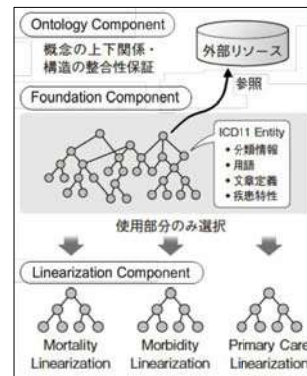 Ontology Component
概念の上下関係・
構造の整合性保証
外部リソース
参照
Foundation Component
ICD11 Entity
• 分類情報
• 用語
• 文章定義
• 疾患特性
使用部分のみ選択
Linearization Component
Mortality
Linearization
Morbidity
Linearization
Primary Care
Linearization